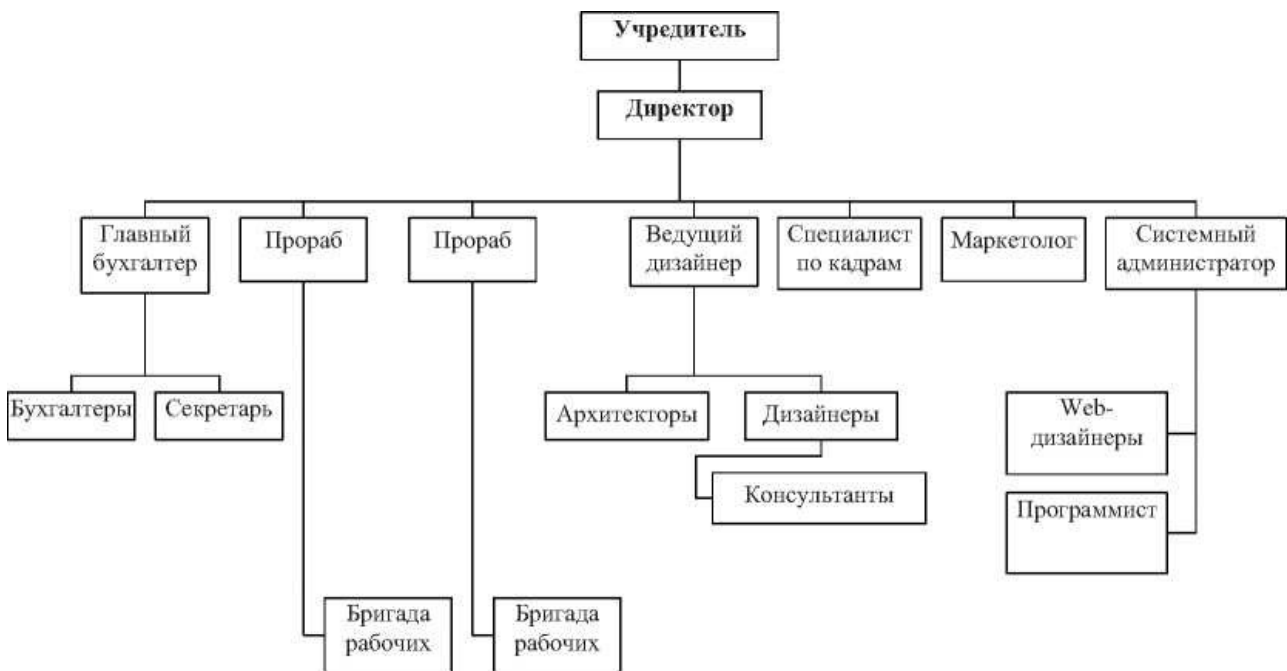 Учредитель
Директор
Главный
бухгалтер
Прораб
Прораб
Ведущий
дизайнер
Специалист
по кадрам
Маркетолог
Системный
администратор
Бухгалтеры
Секретарь
Архитекторы
Дизайнеры
Консультанты
Web-
дизайнеры
Программист
Бригада
рабочих
Бригада
рабочих